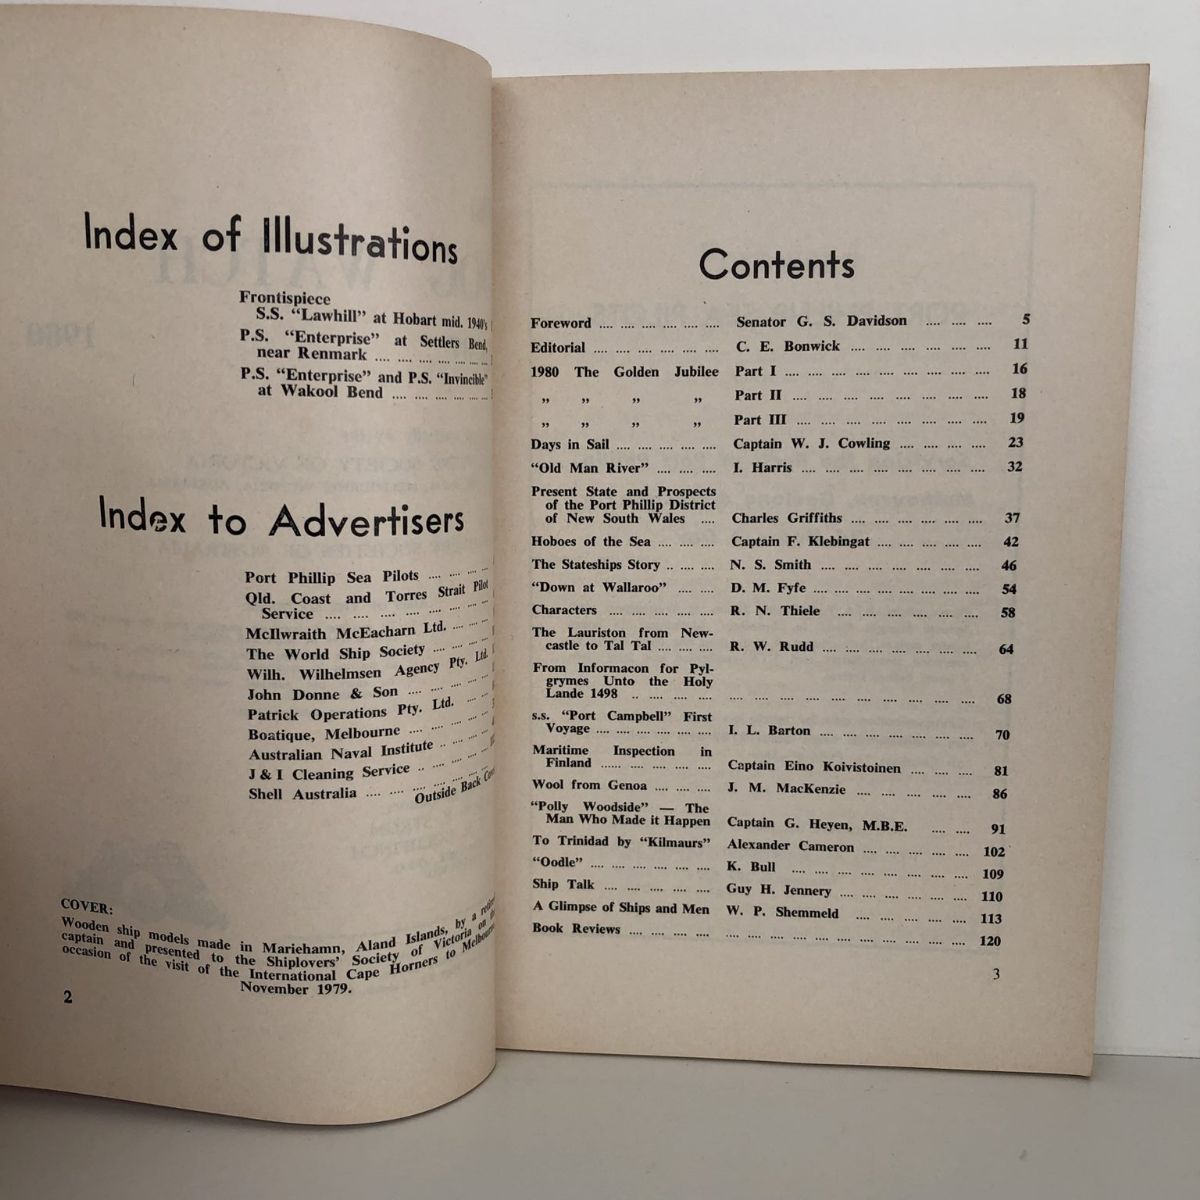 Index of Illustrations
Frontispiece
S.S. “Lawhill” at Hobart mid. 1940's
P.S. “Enterprise” at Settlers Bend,
near Renmark .... .... .... .... .... .... ....
P.S. “Enterprise” and P.S. “Invincible”
at Wakool Bend .... .... .... .... .... ....
Index to Advertisers
Port Phillip Sea Pilots .... .... .... ....
Qld. Coast and Torres Strait Pilot
Service .... .... .... .... .... .... ....
McIlwraith McEacharn Ltd. .... .... ....
The World Ship Society .... .... .... ....
Wilh. Wilhelmsen Agency Pty. Ltd.
John Donne & Son .... .... .... .... ....
Patrick Operations Pty. Ltd. .... ....
Boatique, Melbourne .... .... .... .... ....
Australian Naval Institute .. .... .... ....
J & I Cleaning Service .. .... .... .... ....
Shell Australia .... .... Outside Back
COVER:
Wooden ship models made in Mariehamn, Aland Islands, by a
captain and presented to the Shiplovers' Society of Victoria on
occasion of the visit of the International Cape Horners to Melbourne
November 1979.
2
Contents
Foreword .... .... .... .... .... .... Senator G. S. Davidson .... .... .... 5
Editorial .... .... .... .... .... .... C. E. Bonwick .... .... .... .... .... .... 11
1980 The Golden Jubilee Part I .... .... .... .... .... .... .... .... .... 16
„ „ „ „ Part II .... .... .... .... .... .... .... .... 18
„ „ „ „ Part III .... .... .... .... .... .... .... .... 19
Days in Sail .... .... .... .... .... Captain W. J. Cowling .... .... .... .... 23
“Old Man River” .... .... .... I. Harris .... .... .... .... .... .... .... .... 32
Present State and Prospects
of the Port Phillip District
of New South Wales .... Charles Griffiths .... .... .... .... .... .... 37
Hoboes of the Sea .... .... .... Captain F. Klebingat .... .... .... .... .... 42
The Stateships Story .. .... .... N. S. Smith .... .... .... .... .... .... .... 46
“Down at Wallaroo” .... .... D. M. Fyfe .... .... .... .... .... .... .... .... 54
Characters .... .... .... .... .... R. N. Thiele .... .... .... .... .... .... .... 58
The Lauriston from New-
castle to Tal Tal .... .... .... R. W. Rudd .... .... .... .... .... .... .... 64
From Informacon for Pyl-
grymes Unto the Holy
Lande 1498 .. .... .... .... .... .... .... .... .... .... .... .... .... .... 68
s.s. “Port Campbell” First
Voyage .... .... .... .... .... .... I. L. Barton .... .... .... .... .... .... .... 70
Maritime Inspection in
Finland ...... .... .... .... .... Captain Eino Koivistoinen .... .... .... 81
Wool from Genoa .... .... .... J. M. MacKenzie .... .... .... .... .... 86
“Polly Woodside” — The
Man Who Made it Happen Captain G. Heyen, M.B.E. .... .... 91
To Trinidad by “Kilmaurs” Alexander Cameron .... .... .... .... .... 102
“Oodle” .... .... .... .... .... .... K. Bull .... .... .... .... .... .... .... .... 109
Ship Talk .... .... .... .... .... Guy H. Jennery .... .... .... .... .... .... 110
A Glimpse of Ships and Men W. P. Shemmeld .... .... .... .... .... 113
Book Reviews .... .... .... .... .... .... .... .... .... .... .... .... .... .... 120
3